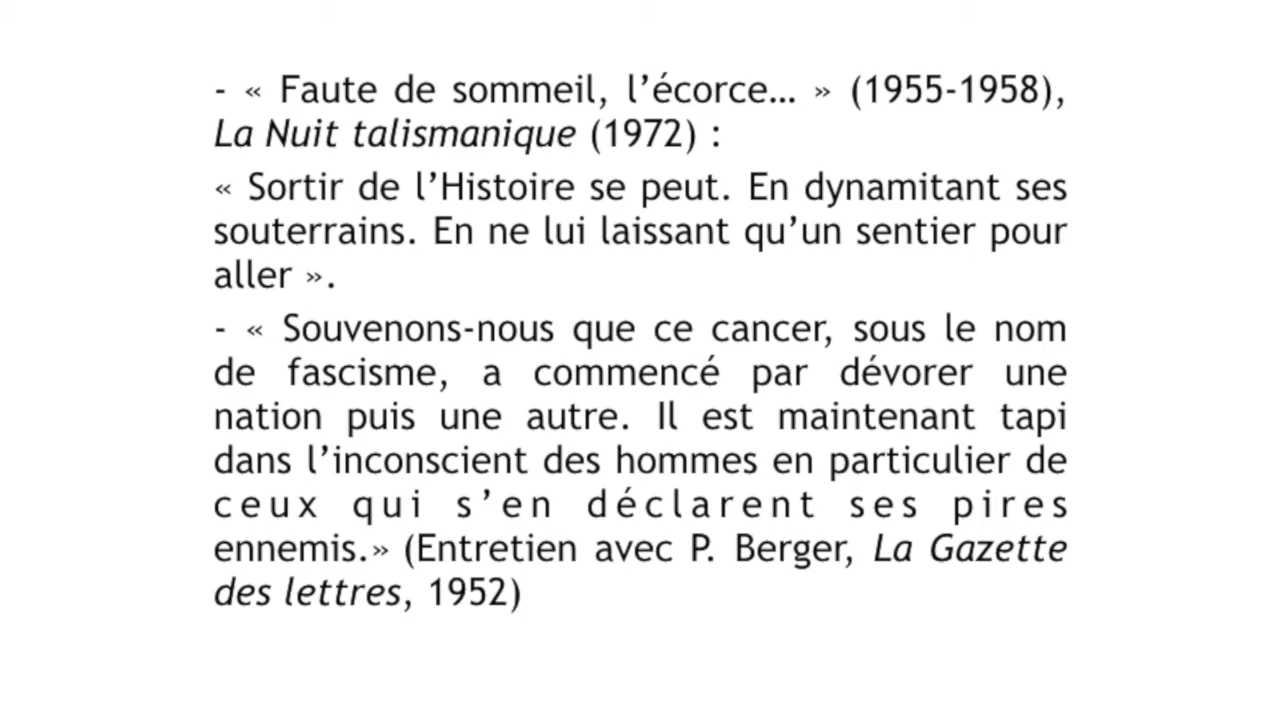 - « Faute de sommeil, l’écorce… » (1955-1958),
La Nuit talismanique (1972) :
« Sortir de l’Histoire se peut. En dynamitant ses
souterrains. En ne lui laissant qu’un sentier pour
aller ».
- « Souvenons-nous que ce cancer, sous le nom
de fascisme, a commencé par dévorer une
nation puis une autre. Il est maintenant tapi
dans l’inconscient des hommes en particulier de
ceux qui s’en déclarent ses pires
ennemis.» (Entretien avec P. Berger, La Gazette
des lettres, 1952)